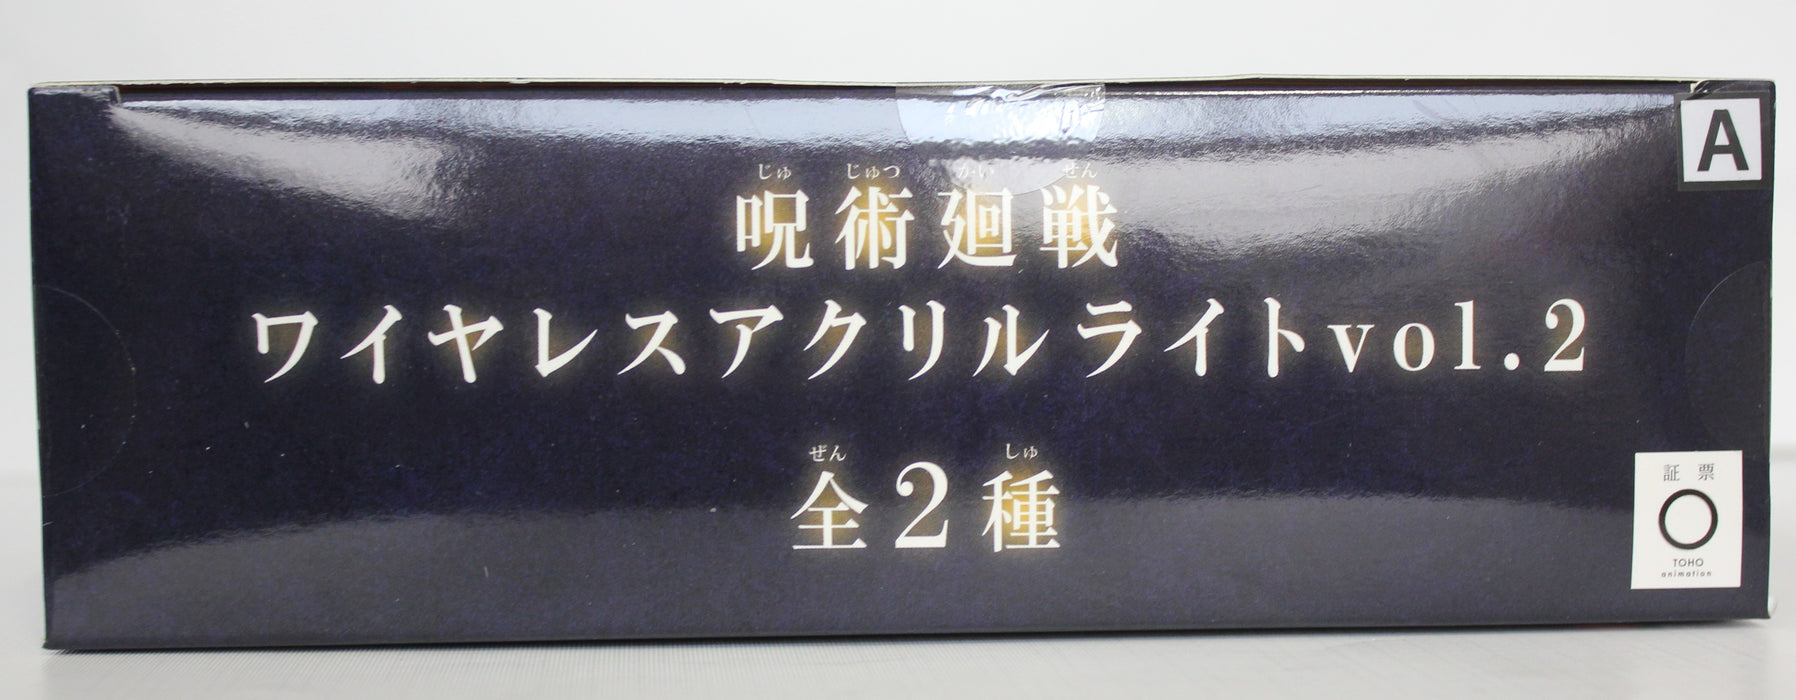 A
じゅ じゅつ かい せん
呪術廻戦
ワイヤレスアクリルライトvol.2
ぜん しゅ
全2種
証票
TOHO
animation